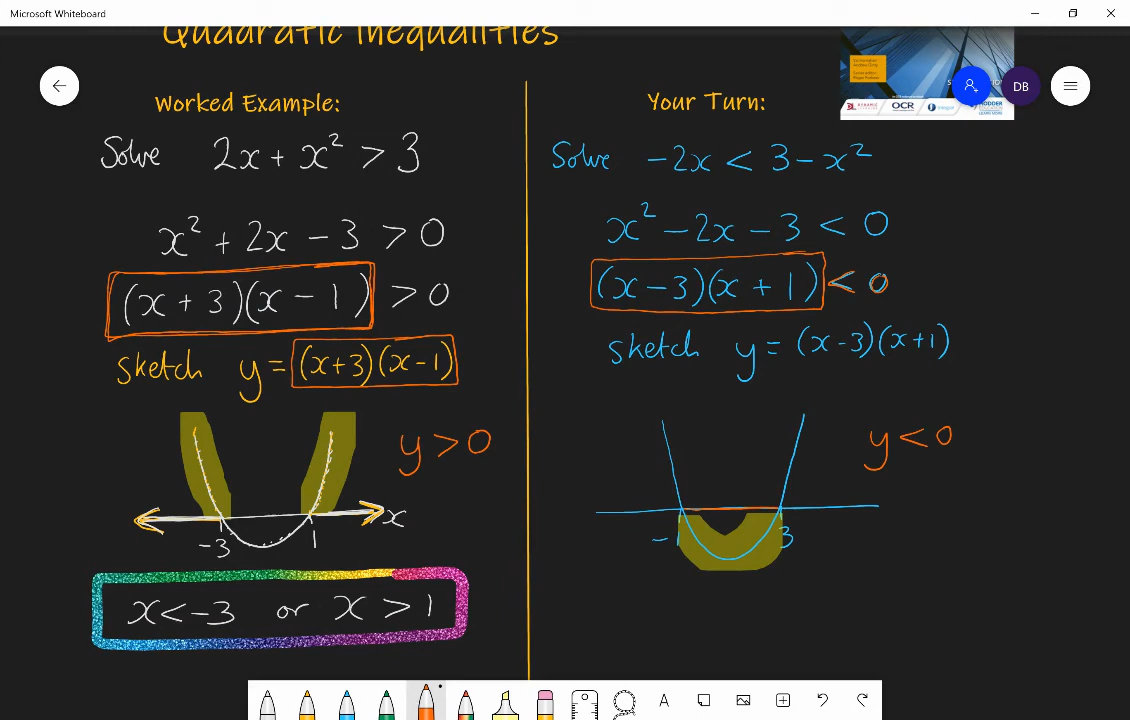 Microsoft Whiteboard
Quadratic Inequalities
DB
OCR
Worked Example:
Solve 2x + x² > 3
x² + 2x − 3 > 0
(x + 3)(x − 1) > 0
sketch y = (x+3)(x−1)
y > 0
x
−3 1
x < −3 or x > 1
Your Turn:
Solve −2x < 3 − x²
x² − 2x − 3 < 0
(x − 3)(x + 1) < 0
sketch y = (x−3)(x+1)
y < 0
−1 3
A